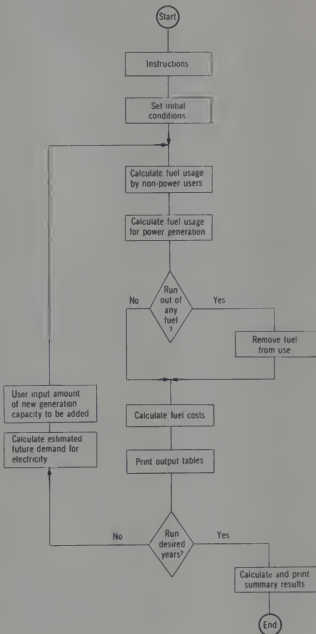 Start
Instructions
Set initial
conditions
Calculate fuel usage
by non-power users
Calculate fuel usage
for power generation
Run
out of
any
fuel
?
No
Yes
Remove fuel
from use
User input amount
of new generation
capacity to be added
Calculate estimated
future demand for
electricity
Calculate fuel costs
Print output tables
Run
desired
years?
No
Yes
Calculate and print
summary results
End